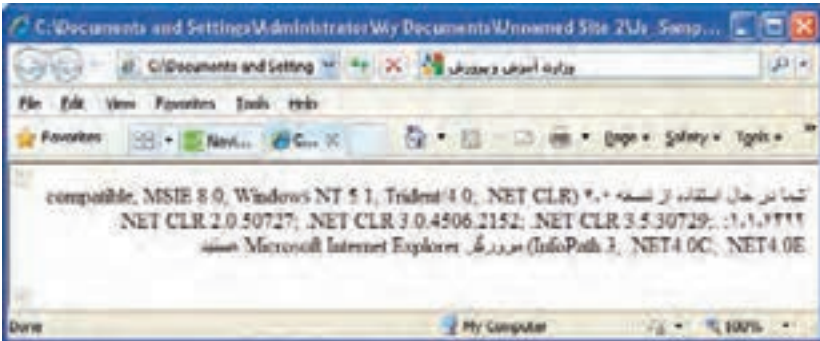 C:\Documents and Settings\Administrator\My Documents\Unnamed Site 2\Js_Samp...
C:\Documents and Setting
وزارت آموزش و پرورش
File Edit View Favorites Tools Help
Favorites Navi... C... Page Safety Tools
شما در حال استفاده از نسخه ۴.۰ (compatible; MSIE 8.0; Windows NT 5.1; Trident/4.0; .NET CLR
۱.۱.۴۳۲۲; .NET CLR 2.0.50727; .NET CLR 3.0.4506.2152; .NET CLR 3.5.30729;
InfoPath.3; .NET4.0C; .NET4.0E) مرورگر Microsoft Internet Explorer هستید
Done My Computer 100%